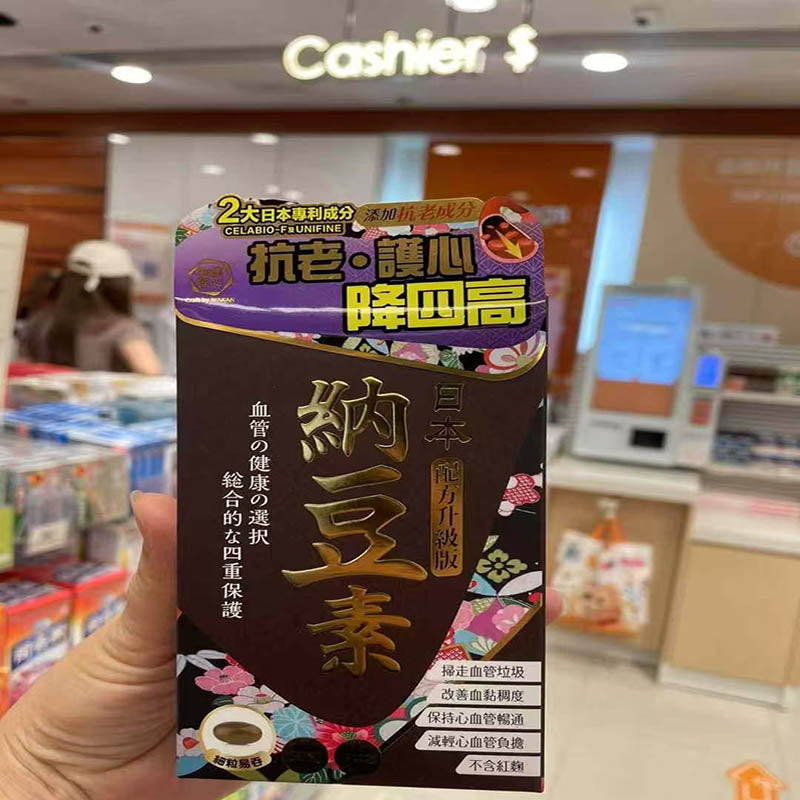 Cashier $
2大日本專利成分
CELABIO-F及UNIFINE
添加抗老成分
抗老・護心
降四高
Craft by WAKAN
日本
配方升級版
納豆素
血管の健康の選択
総合的な四重保護
掃走血管垃圾
改善血黏稠度
保持心血管暢通
減輕心血管負擔
不含紅麴
細粒易吞